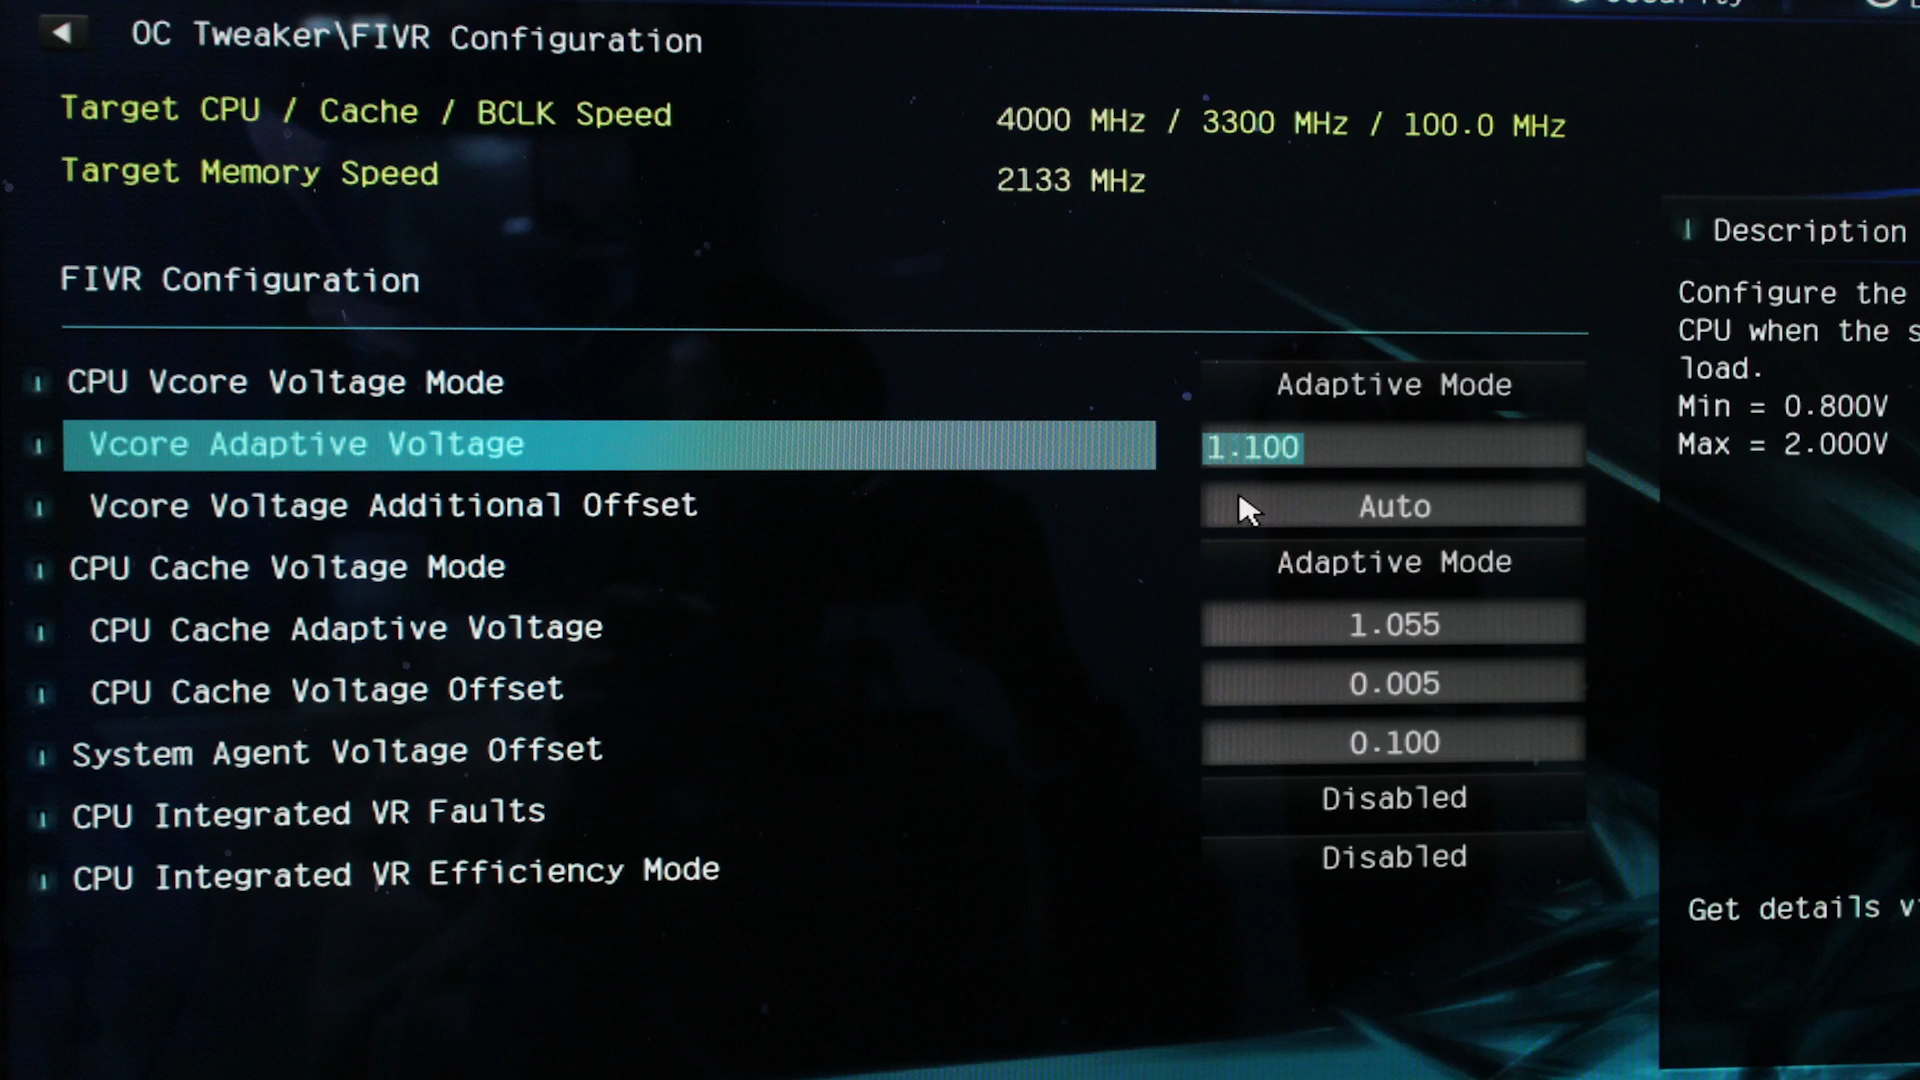 OC Tweaker\FIVR Configuration
Target CPU / Cache / BCLK Speed 4000 MHz / 3300 MHz / 100.0 MHz
Target Memory Speed 2133 MHz
Description
FIVR Configuration
Configure the
CPU when the s
load.
Min = 0.800V
Max = 2.000V
CPU Vcore Voltage Mode Adaptive Mode
Vcore Adaptive Voltage 1.100
Vcore Voltage Additional Offset Auto
CPU Cache Voltage Mode Adaptive Mode
CPU Cache Adaptive Voltage 1.055
CPU Cache Voltage Offset 0.005
System Agent Voltage Offset 0.100
CPU Integrated VR Faults Disabled
CPU Integrated VR Efficiency Mode Disabled
Get details vi